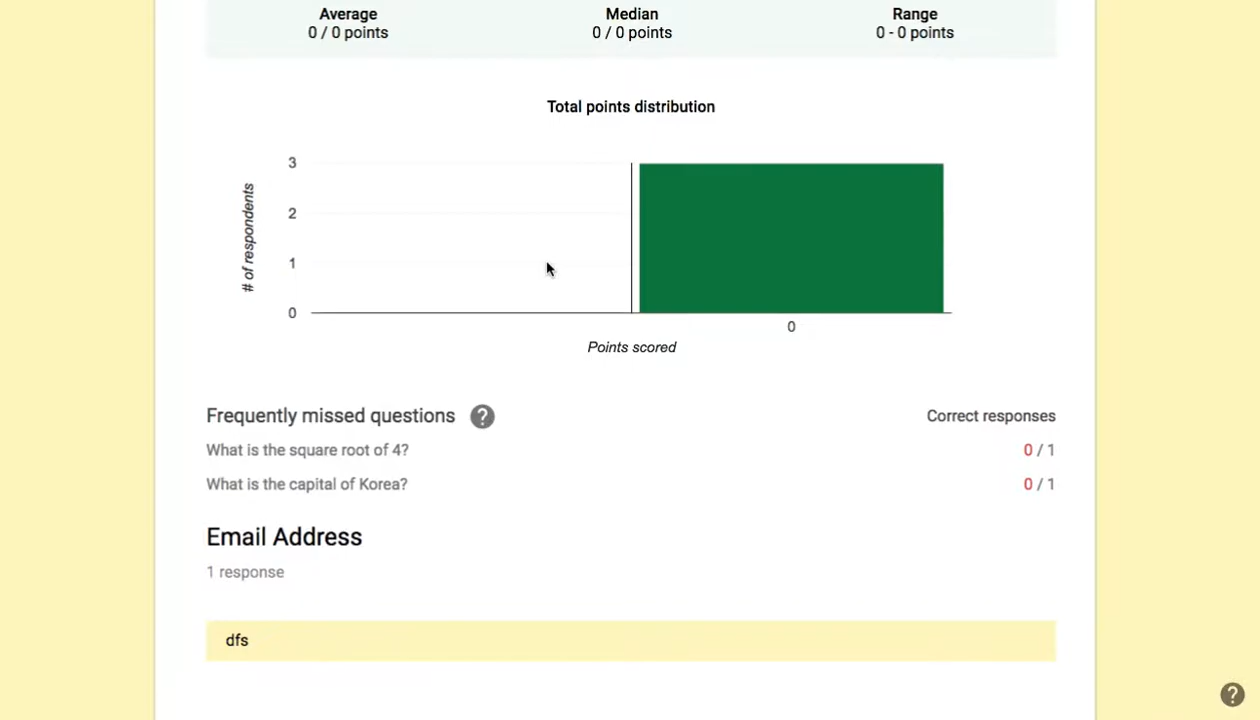 Average Median Range
0 / 0 points 0 / 0 points 0 - 0 points
Total points distribution
3
2
1
0
# of respondents
0
Points scored
Frequently missed questions ? Correct responses
What is the square root of 4? 0 / 1
What is the capital of Korea? 0 / 1
Email Address
1 response
dfs
?